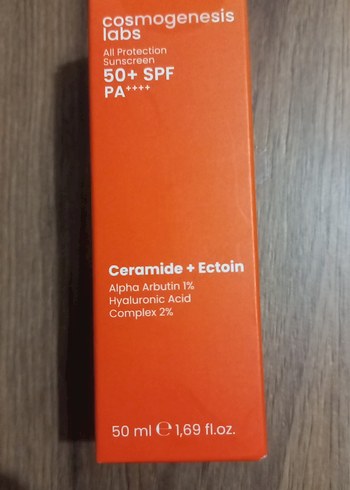 cosmogenesis
labs
All Protection
Sunscreen
50+ SPF
PA++++
Ceramide + Ectoin
Alpha Arbutin 1%
Hyaluronic Acid
Complex 2%
50 ml ℮ 1,69 fl.oz.